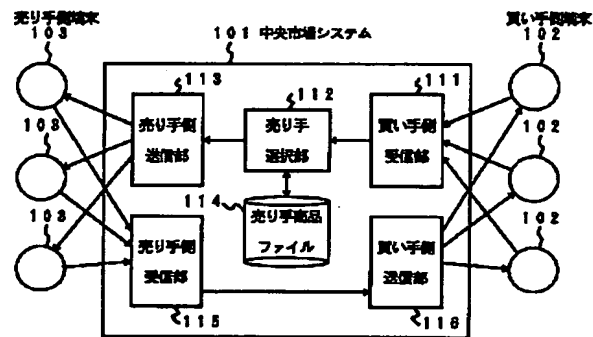 売り手側端末
103
101 中央市場システム
買い手側端末
102
113
売り手側
送信部
112
売り手
選択部
111
買い手側
受信部
103
102
114
売り手商品
ファイル
103
102
売り手側
受信部
115
買い手側
送信部
116